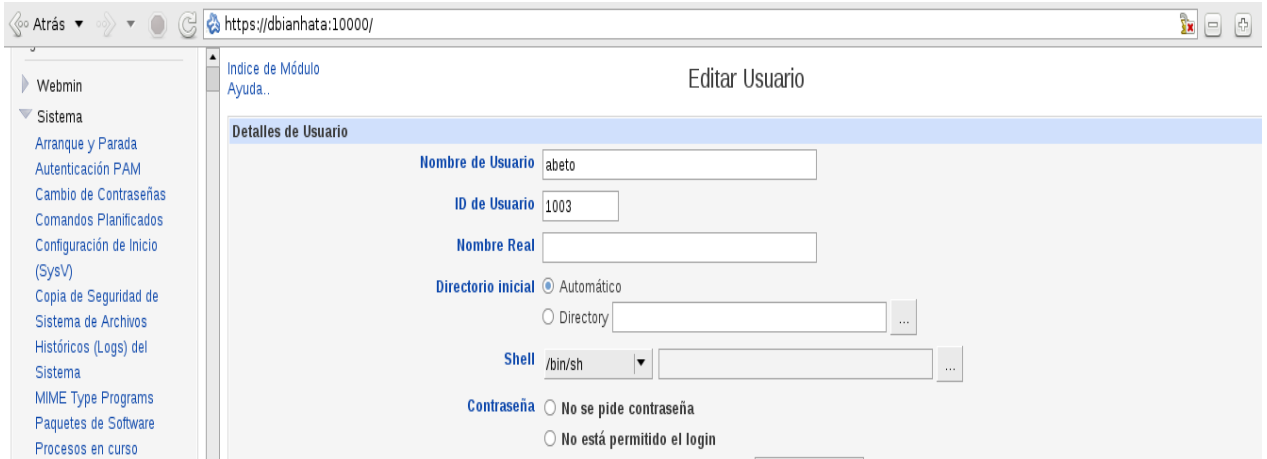 Atrás
https://dbianhata:10000/
Webmin
Sistema
Arranque y Parada
Autenticación PAM
Cambio de Contraseñas
Comandos Planificados
Configuración de Inicio
(SysV)
Copia de Seguridad de
Sistema de Archivos
Históricos (Logs) del
Sistema
MIME Type Programs
Paquetes de Software
Procesos en curso
Indice de Módulo
Ayuda..
Editar Usuario
Detalles de Usuario
Nombre de Usuario abeto
ID de Usuario 1003
Nombre Real
Directorio inicial Automático
Directory ...
Shell /bin/sh ...
Contraseña No se pide contraseña
No está permitido el login